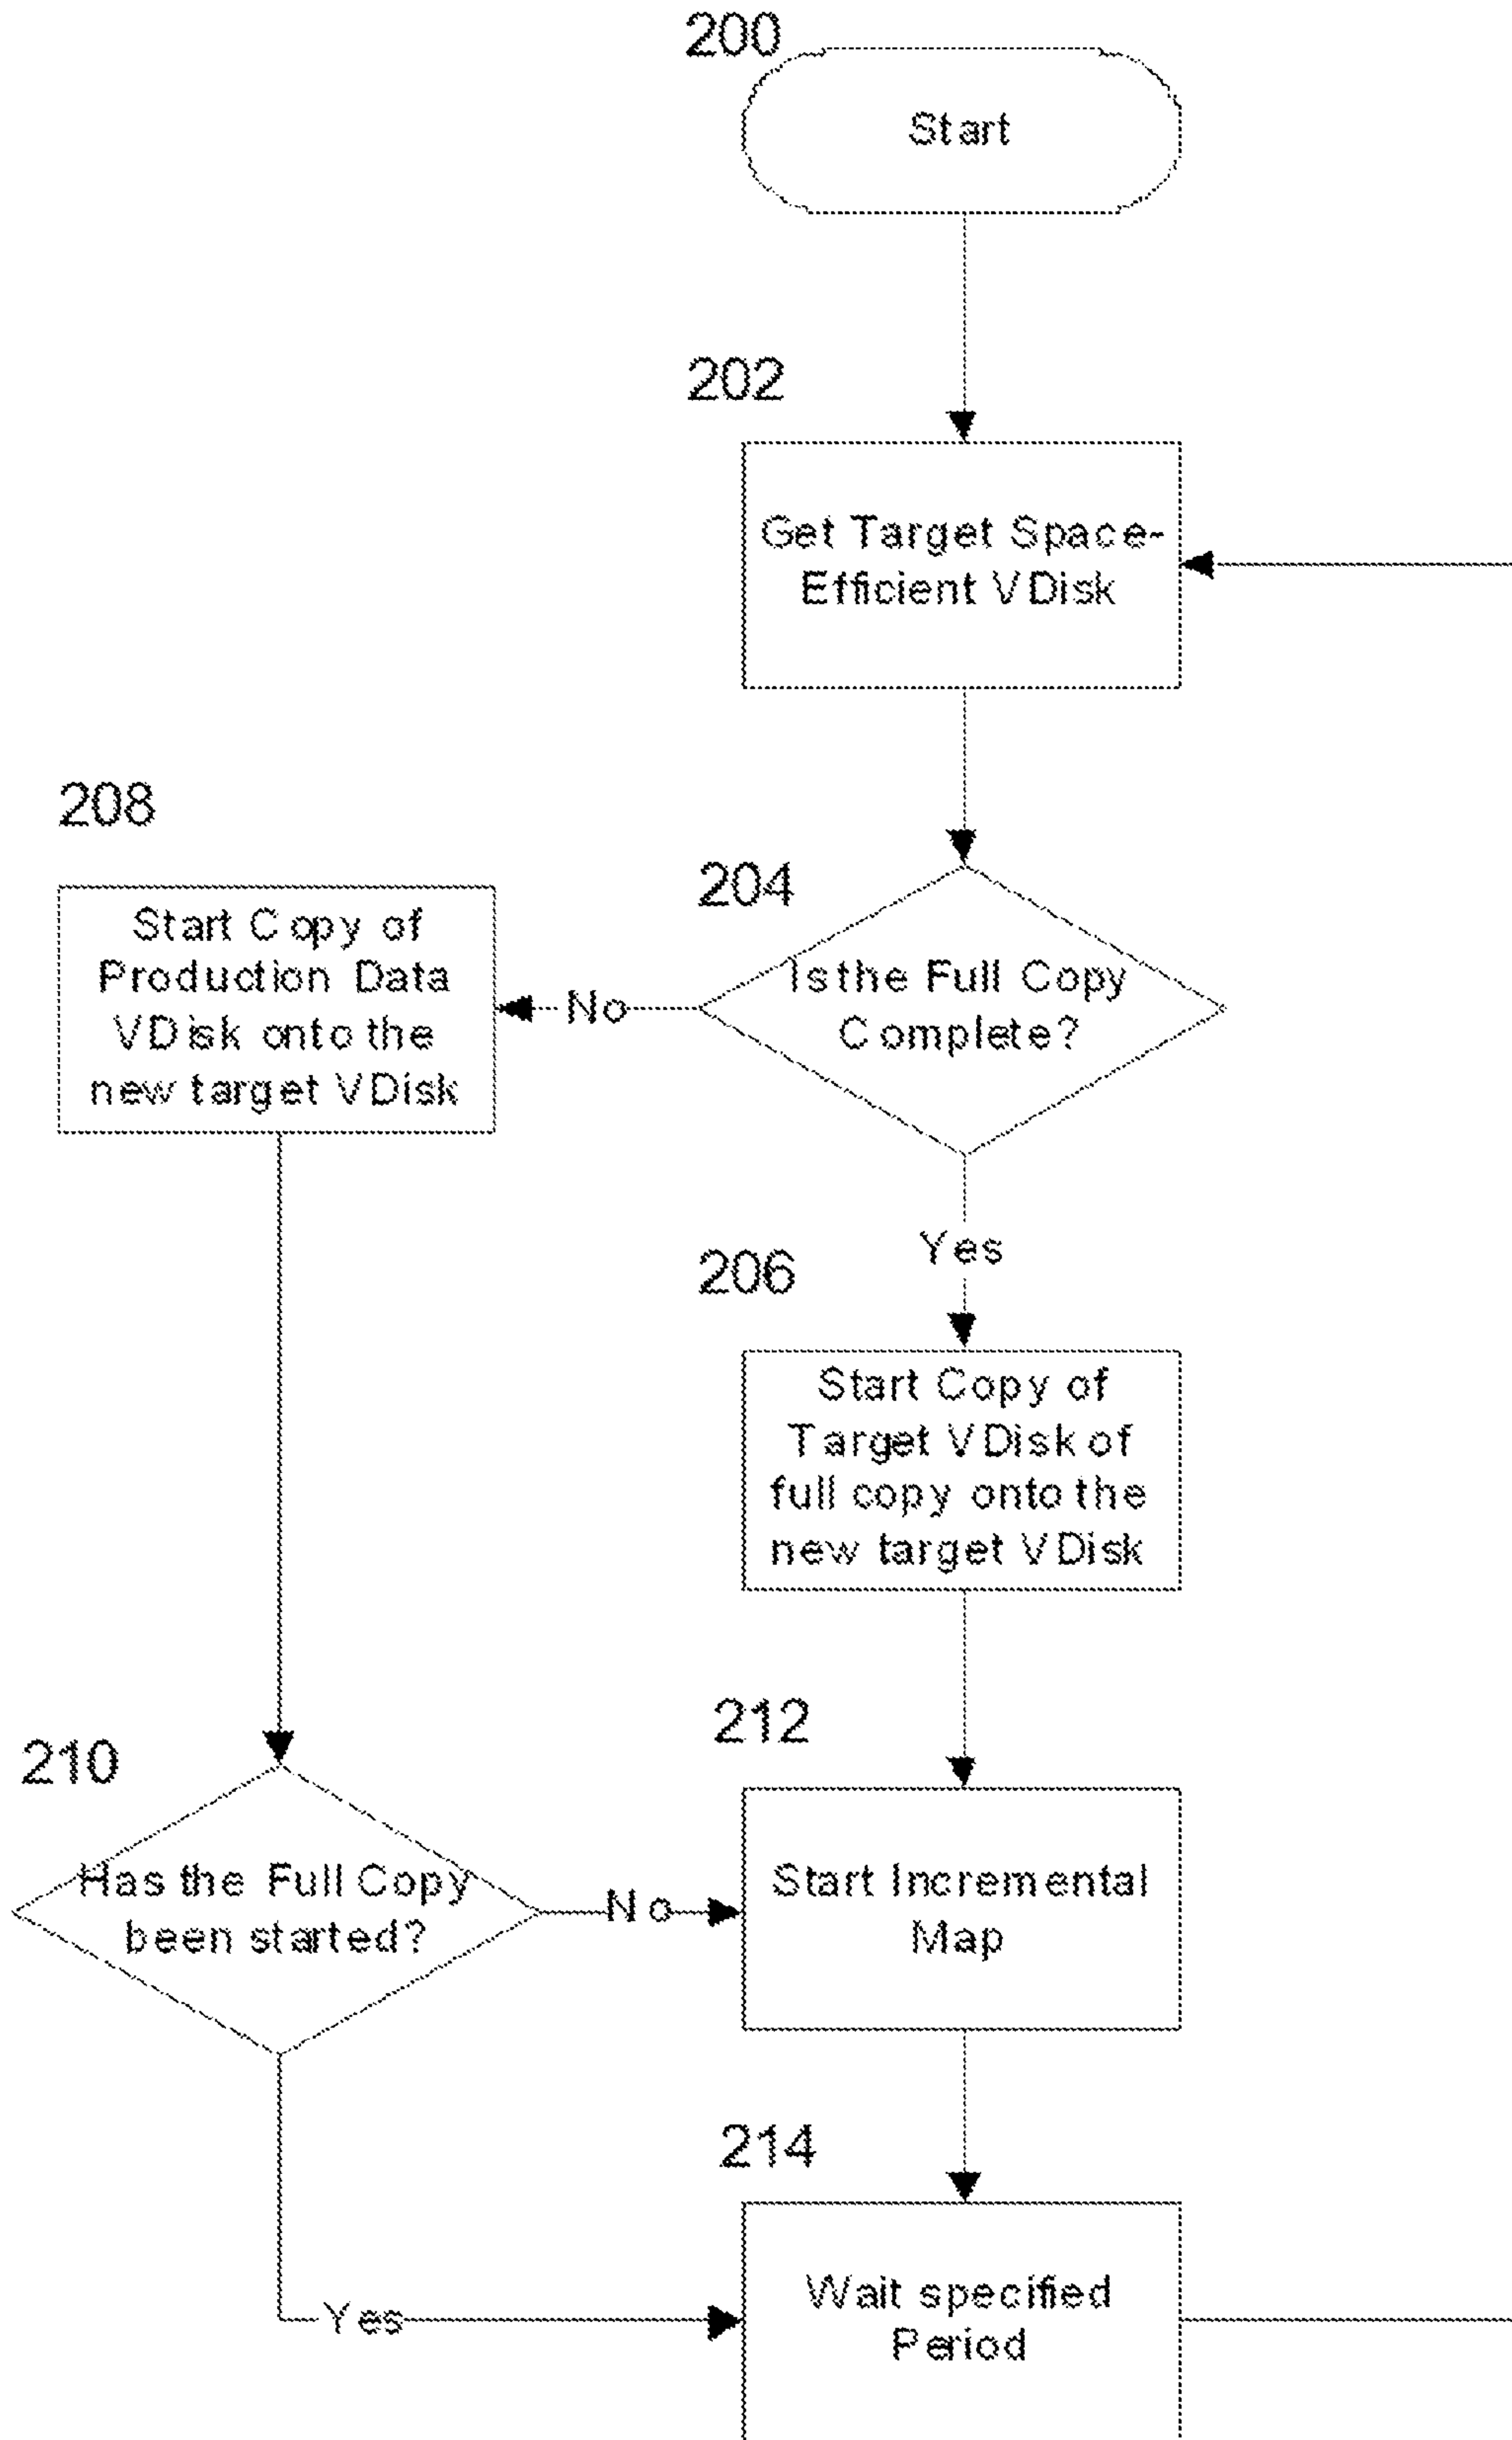 200
Start
202
Get Target Space-
Efficient VDisk
208
Start Copy of
Production Data
VDisk onto the
new target VDisk
204
Is the Full Copy
Complete?
No
Yes
206
Start Copy of
Target VDisk of
full copy onto the
new target VDisk
210
Has the Full Copy
been started?
No
212
Start Incremental
Map
214
Wait specified
Period
Yes